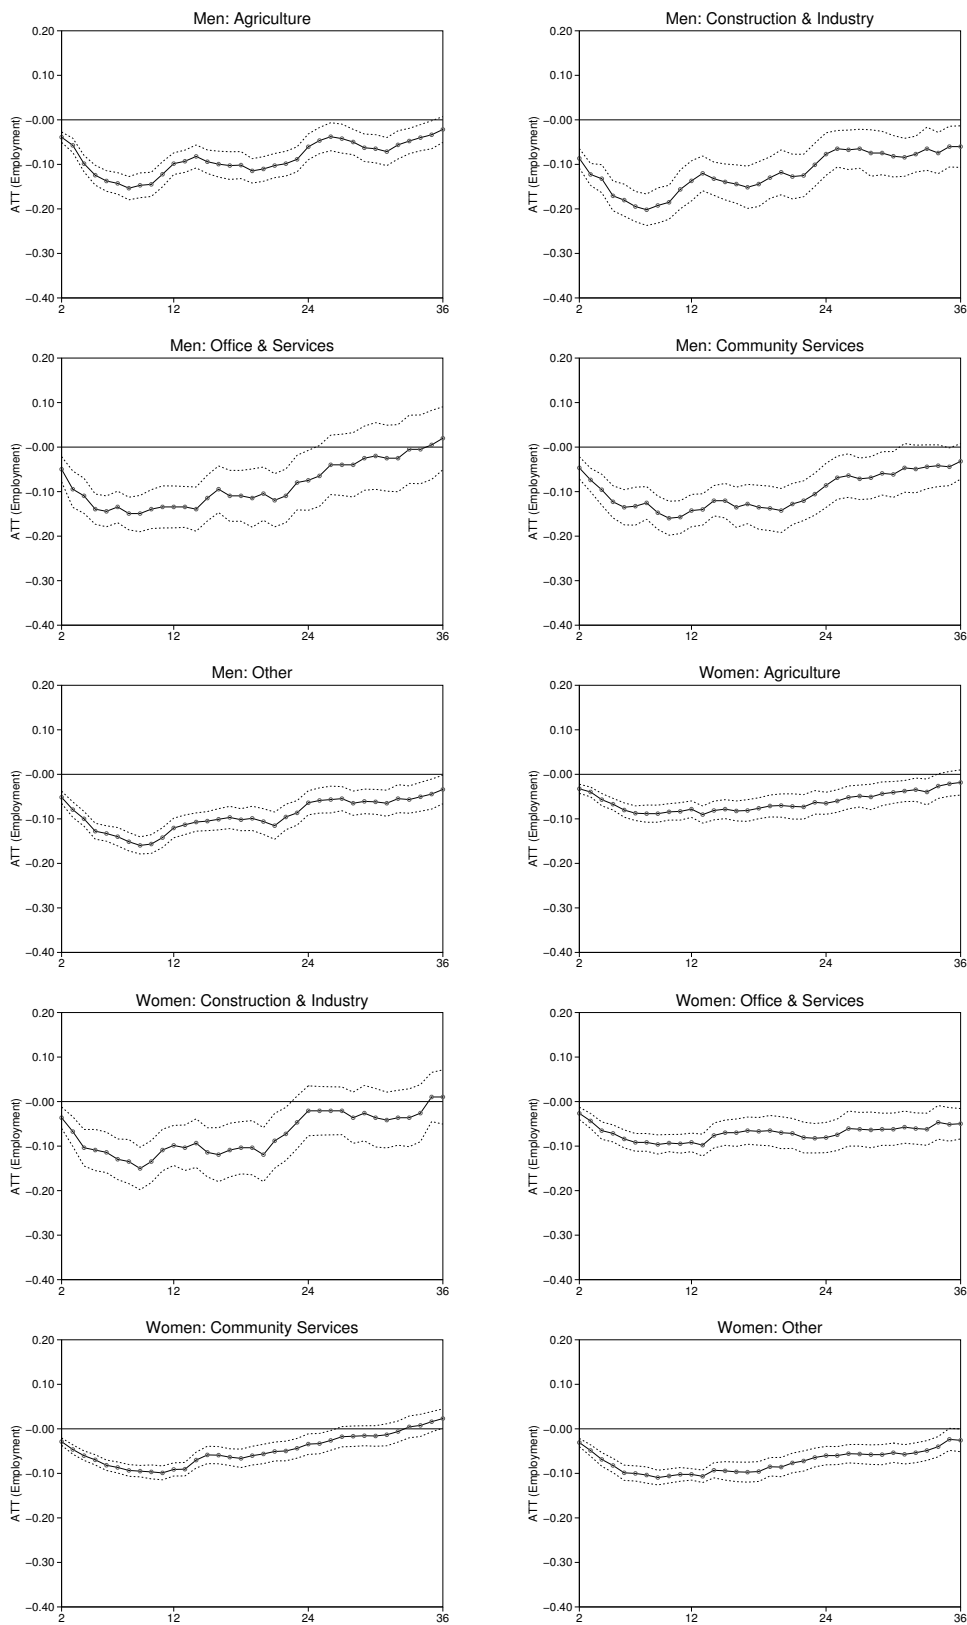 Men: Agriculture
0.20
0.10
−0.00
−0.10
−0.20
−0.30
−0.40
ATT (Employment)
2 12 24 36
Men: Construction & Industry
0.20
0.10
−0.00
−0.10
−0.20
−0.30
−0.40
ATT (Employment)
2 12 24 36
Men: Office & Services
0.20
0.10
−0.00
−0.10
−0.20
−0.30
−0.40
ATT (Employment)
2 12 24 36
Men: Community Services
0.20
0.10
−0.00
−0.10
−0.20
−0.30
−0.40
ATT (Employment)
2 12 24 36
Men: Other
0.20
0.10
−0.00
−0.10
−0.20
−0.30
−0.40
ATT (Employment)
2 12 24 36
Women: Agriculture
0.20
0.10
−0.00
−0.10
−0.20
−0.30
−0.40
ATT (Employment)
2 12 24 36
Women: Construction & Industry
0.20
0.10
−0.00
−0.10
−0.20
−0.30
−0.40
ATT (Employment)
2 12 24 36
Women: Office & Services
0.20
0.10
−0.00
−0.10
−0.20
−0.30
−0.40
ATT (Employment)
2 12 24 36
Women: Community Services
0.20
0.10
−0.00
−0.10
−0.20
−0.30
−0.40
ATT (Employment)
2 12 24 36
Women: Other
0.20
0.10
−0.00
−0.10
−0.20
−0.30
−0.40
ATT (Employment)
2 12 24 36